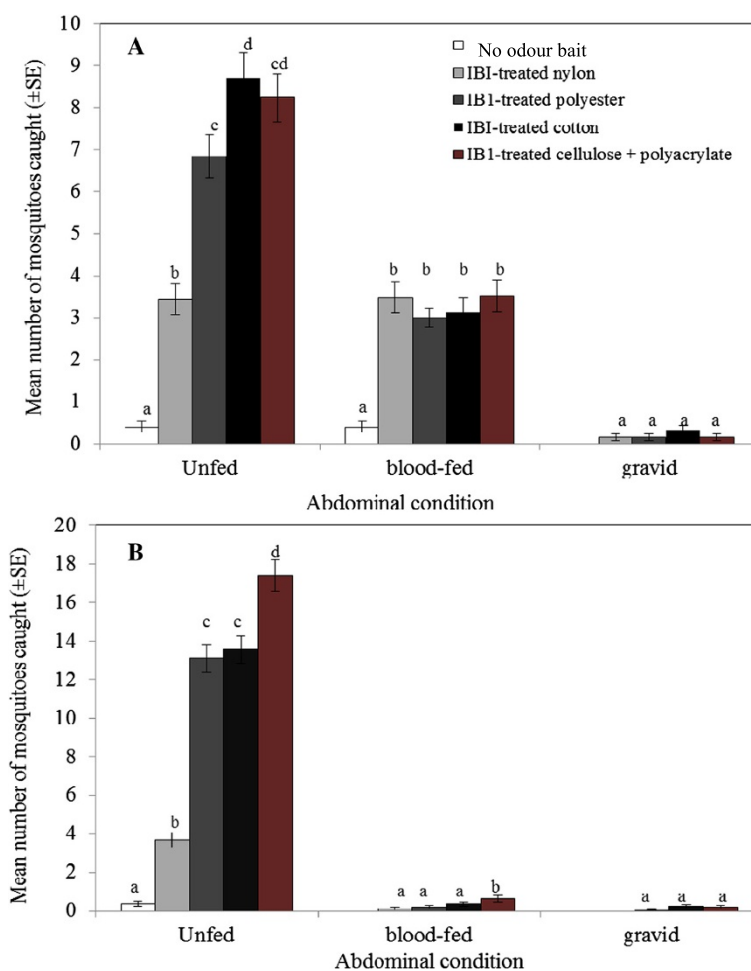 A
No odour bait
IBI-treated nylon
IB1-treated polyester
IBI-treated cotton
IB1-treated cellulose + polyacrylate
Mean number of mosquitoes caught (±SE)
10
9
8
7
6
5
4
3
2
1
0
a
b
c
d
cd
a
b
b
b
b
a
a
a
a
Unfed
blood-fed
gravid
Abdominal condition
B
Mean number of mosquitoes caught (±SE)
20
18
16
14
12
10
8
6
4
2
0
a
b
c
c
d
a
a
a
b
a
a
a
Unfed
blood-fed
gravid
Abdominal condition